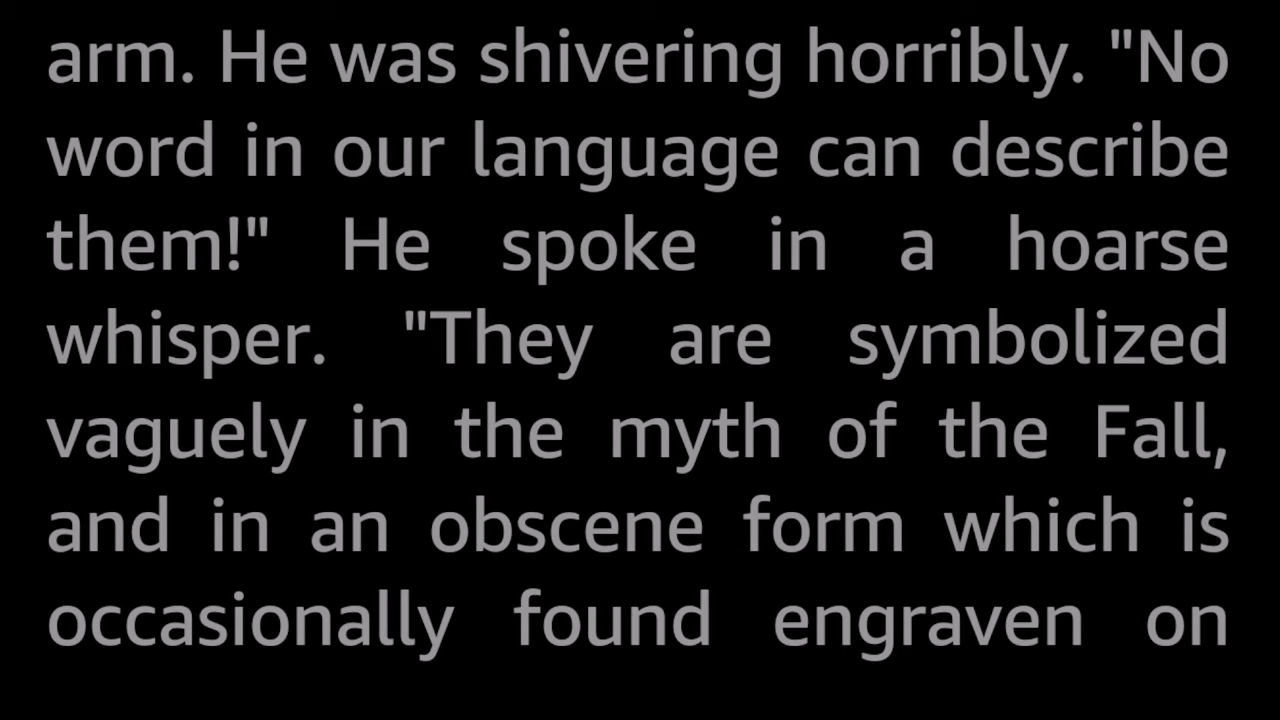 arm. He was shivering horribly. "No
word in our language can describe
them!" He spoke in a hoarse
whisper. "They are symbolized
vaguely in the myth of the Fall,
and in an obscene form which is
occasionally found engraven on